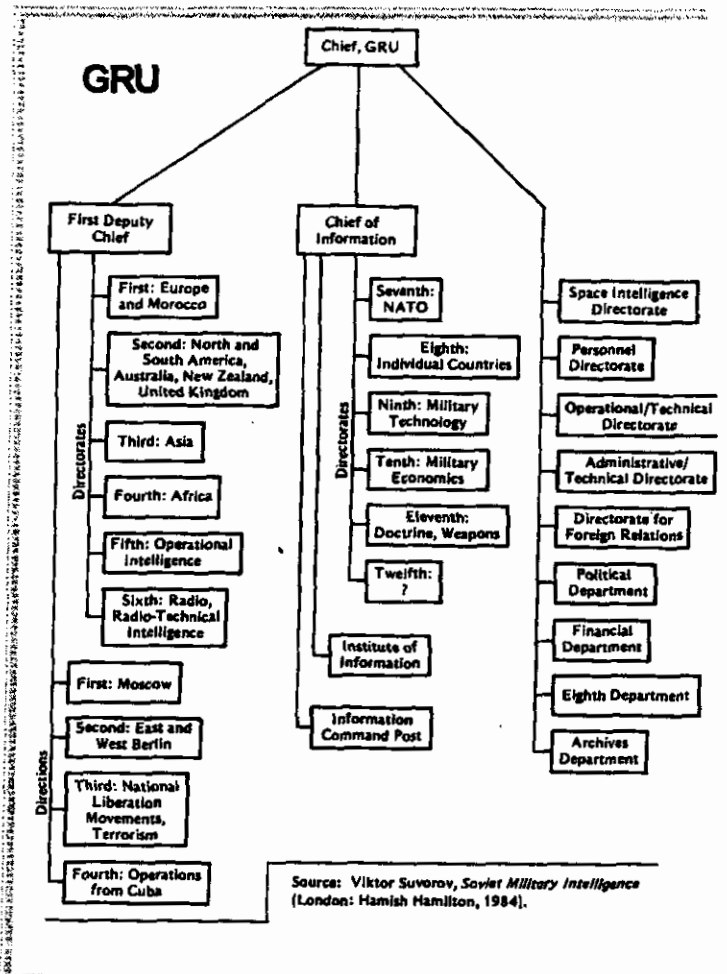 Chief, GRU
GRU
First Deputy
Chief
First: Europe
and Morocco
Second: North and
South America,
Australia, New Zealand,
United Kingdom
Third: Asia
Fourth: Africa
Fifth: Operational
Intelligence
Sixth: Radio,
Radio-Technical
Intelligence
Directorates
First: Moscow
Second: East and
West Berlin
Third: National
Liberation
Movements,
Terrorism
Fourth: Operations
from Cuba
Directions
Chief of
Information
Seventh:
NATO
Eighth:
Individual Countries
Ninth: Military
Technology
Tenth: Military
Economics
Eleventh:
Doctrine, Weapons
Twelfth:
?
Directorates
Institute of
Information
Information
Command Post
Space Intelligence
Directorate
Personnel
Directorate
Operational/Technical
Directorate
Administrative/
Technical Directorate
Directorate for
Foreign Relations
Political
Department
Financial
Department
Eighth Department
Archives
Department
Source: Viktor Suvorov, Soviet Military Intelligence
(London: Hamish Hamilton, 1984).